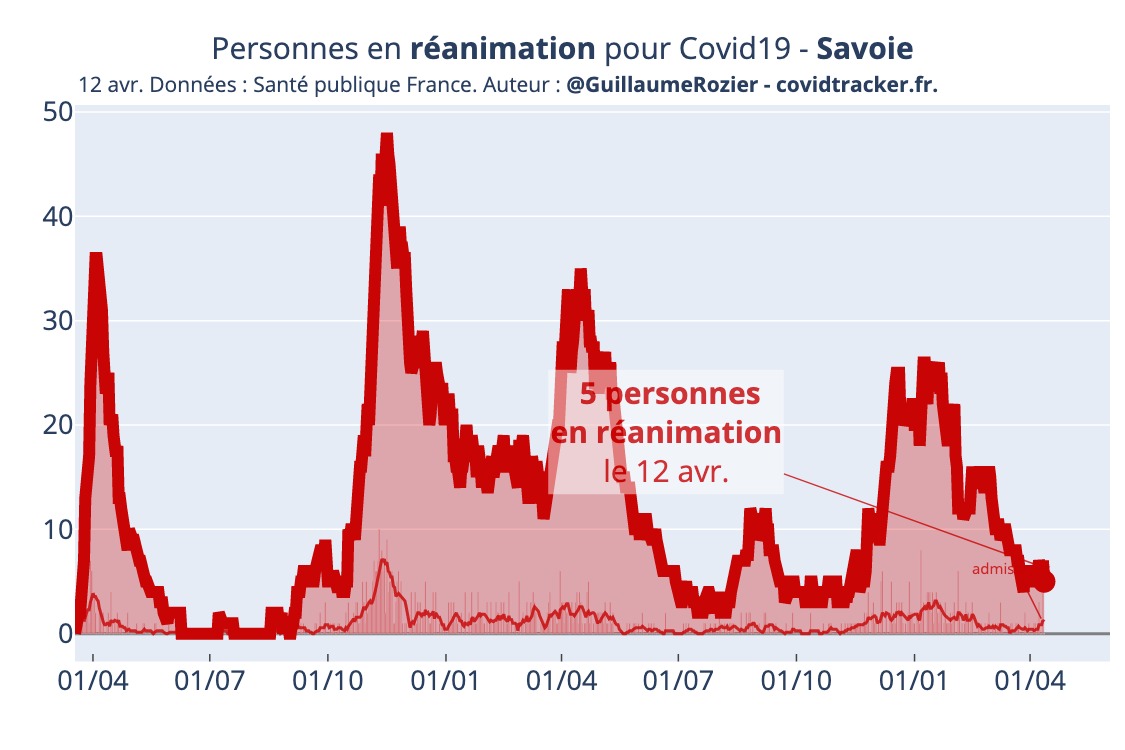 Personnes en réanimation pour Covid19 - Savoie
12 avr. Données : Santé publique France. Auteur : @GuillaumeRozier - covidtracker.fr.
50
40
30
20
10
0
5 personnes
en réanimation
le 12 avr.
admis
01/04 01/07 01/10 01/01 01/04 01/07 01/10 01/01 01/04